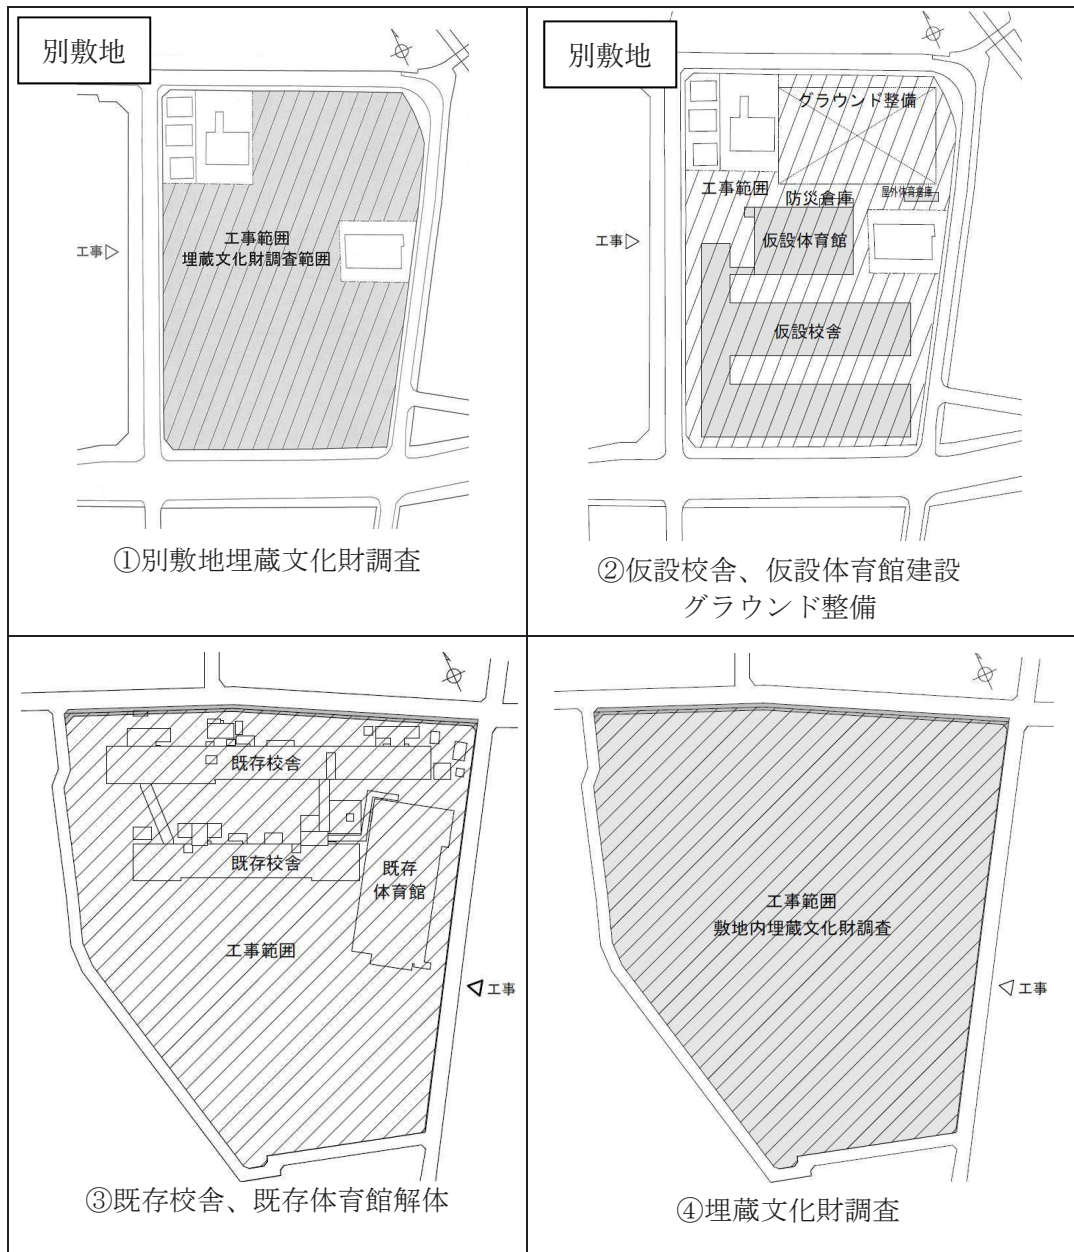 別敷地
工事
工事範囲
埋蔵文化財調査範囲
①別敷地埋蔵文化財調査
別敷地
グラウンド整備
工事範囲
防災倉庫
屋外体育倉庫
工事
仮設体育館
仮設校舎
②仮設校舎、仮設体育館建設
グラウンド整備
既存校舎
既存校舎
既存
体育館
工事範囲
工事
③既存校舎、既存体育館解体
工事範囲
敷地内埋蔵文化財調査
工事
④埋蔵文化財調査